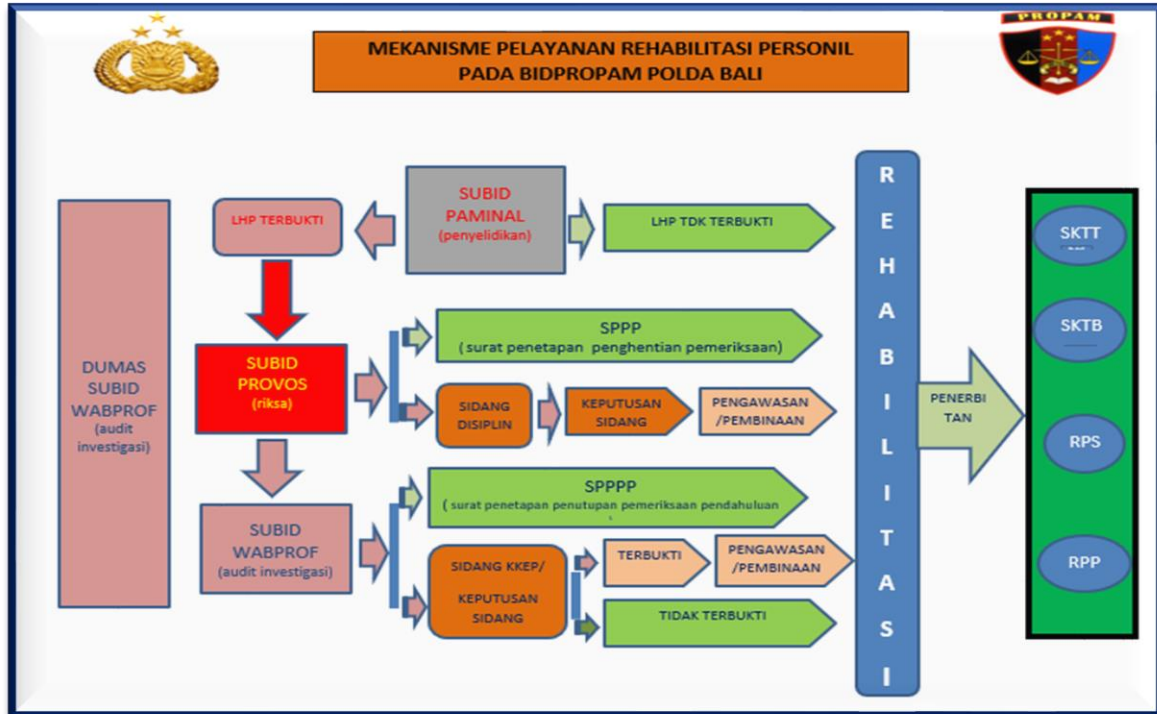 PROPAM
MEKANISME PELAYANAN REHABILITASI PERSONIL
PADA BIDPROPAM POLDA BALI
DUMAS
SUBID
WABPROF
(audit
investigasi)
LHP TERBUKTI
SUBID
PAMINAL
(penyelidikan)
LHP TDK TERBUKTI
SUBID
PROVOS
(riksa)
SPPP
( surat penetapan penghentian pemeriksaan)
SIDANG
DISIPLIN
KEPUTUSAN
SIDANG
PENGAWASAN
/PEMBINAAN
SUBID
WABPROF
(audit investigasi)
SPPPP
( surat penetapan penutupan pemeriksaan pendahuluan
SIDANG KKEP/
KEPUTUSAN
SIDANG
TERBUKTI
PENGAWASAN
/PEMBINAAN
TIDAK TERBUKTI
R
E
H
A
B
I
L
I
T
A
S
I
PENERBI
TAN
SKTT
SKTB
RPS
RPP